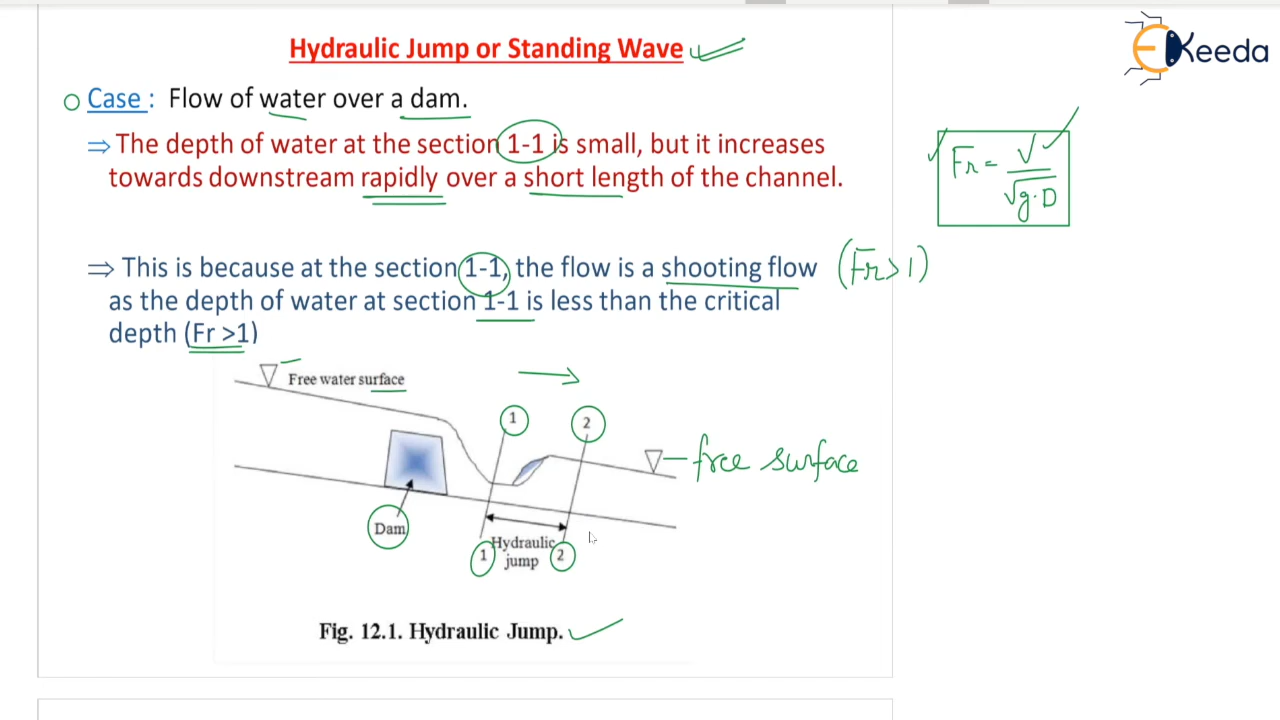 Hydraulic Jump or Standing Wave
EKeeda
Case : Flow of water over a dam.
⇒ The depth of water at the section 1-1 is small, but it increases
towards downstream rapidly over a short length of the channel.
Fr = V / √g·D
⇒ This is because at the section 1-1, the flow is a shooting flow (Fr>1)
as the depth of water at section 1-1 is less than the critical
depth (Fr >1)
Free water surface
1
2
free surface
Dam
Hydraulic
jump
1
2
Fig. 12.1. Hydraulic Jump.